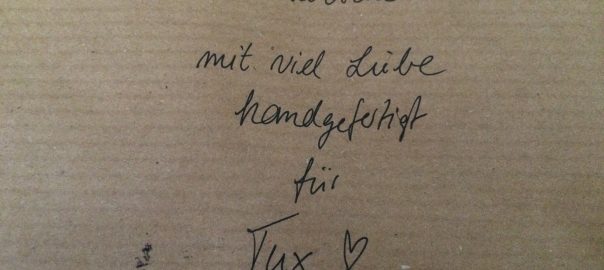 mit viel Liebe
handgefertigt
für
Tux ♡